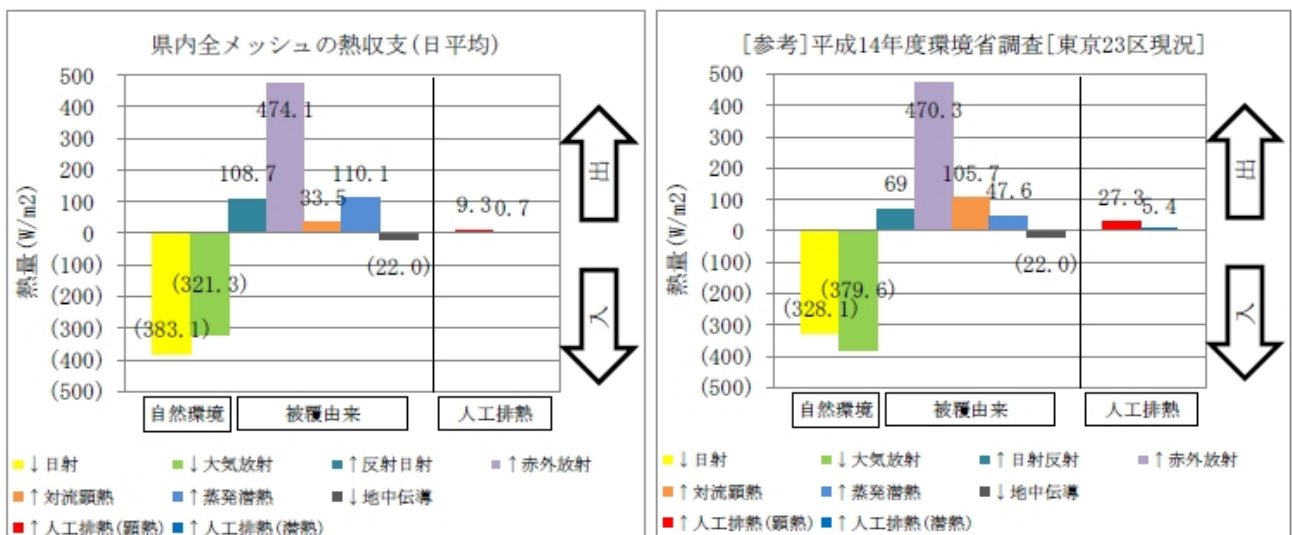 県内全メッシュの熱収支(日平均)
熱量(W/m2)
500
400
300
200
100
0
(100)
(200)
(300)
(400)
(500)
(383.1)
(321.3)
108.7
474.1
33.5
110.1
(22.0)
9.3
0.7
出
入
自然環境
被覆由来
人工排熱
↓日射 ↓大気放射 ↑反射日射 ↑赤外放射
↑対流顕熱 ↑蒸発潜熱 ↓地中伝導
↑人工排熱(顕熱) ↑人工排熱(潜熱)
[参考]平成14年度環境省調査[東京23区現況]
熱量(W/m2)
500
400
300
200
100
0
(100)
(200)
(300)
(400)
(500)
(328.1)
(379.6)
69
470.3
105.7
47.6
(22.0)
27.3
5.4
出
入
自然環境
被覆由来
人工排熱
↓日射 ↓大気放射 ↑日射反射 ↑赤外放射
↑対流顕熱 ↑蒸発潜熱 ↓地中伝導
↑人工排熱(顕熱) ↑人工排熱(潜熱)